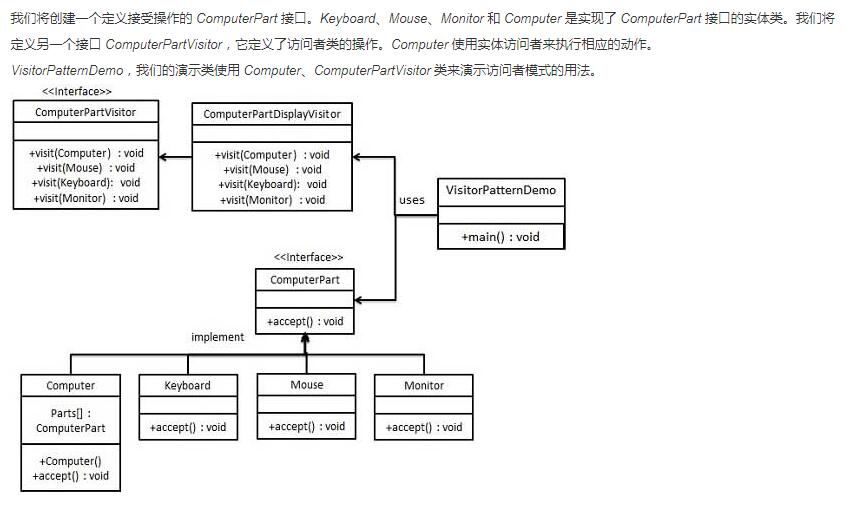 我们将创建一个定义接受操作的 ComputerPart 接口。Keyboard、Mouse、Monitor 和 Computer 是实现了 ComputerPart 接口的实体类。我们将
定义另一个接口 ComputerPartVisitor，它定义了访问者类的操作。Computer 使用实体访问者来执行相应的动作。
VisitorPatternDemo，我们的演示类使用 Computer、ComputerPartVisitor 类来演示访问者模式的用法。
<<Interface>>
ComputerPartVisitor
+visit(Computer) : void
+visit(Mouse) : void
+visit(Keyboard): void
+visit(Monitor) : void
ComputerPartDisplayVisitor
+visit(Computer) : void
+visit(Mouse) : void
+visit(Keyboard): void
+visit(Monitor) : void
uses
VisitorPatternDemo
+main() : void
<<Interface>>
ComputerPart
+accept() : void
implement
Computer
Parts[] :
ComputerPart
+Computer()
+accept() : void
Keyboard
+accept() : void
Mouse
+accept() : void
Monitor
+accept() : void